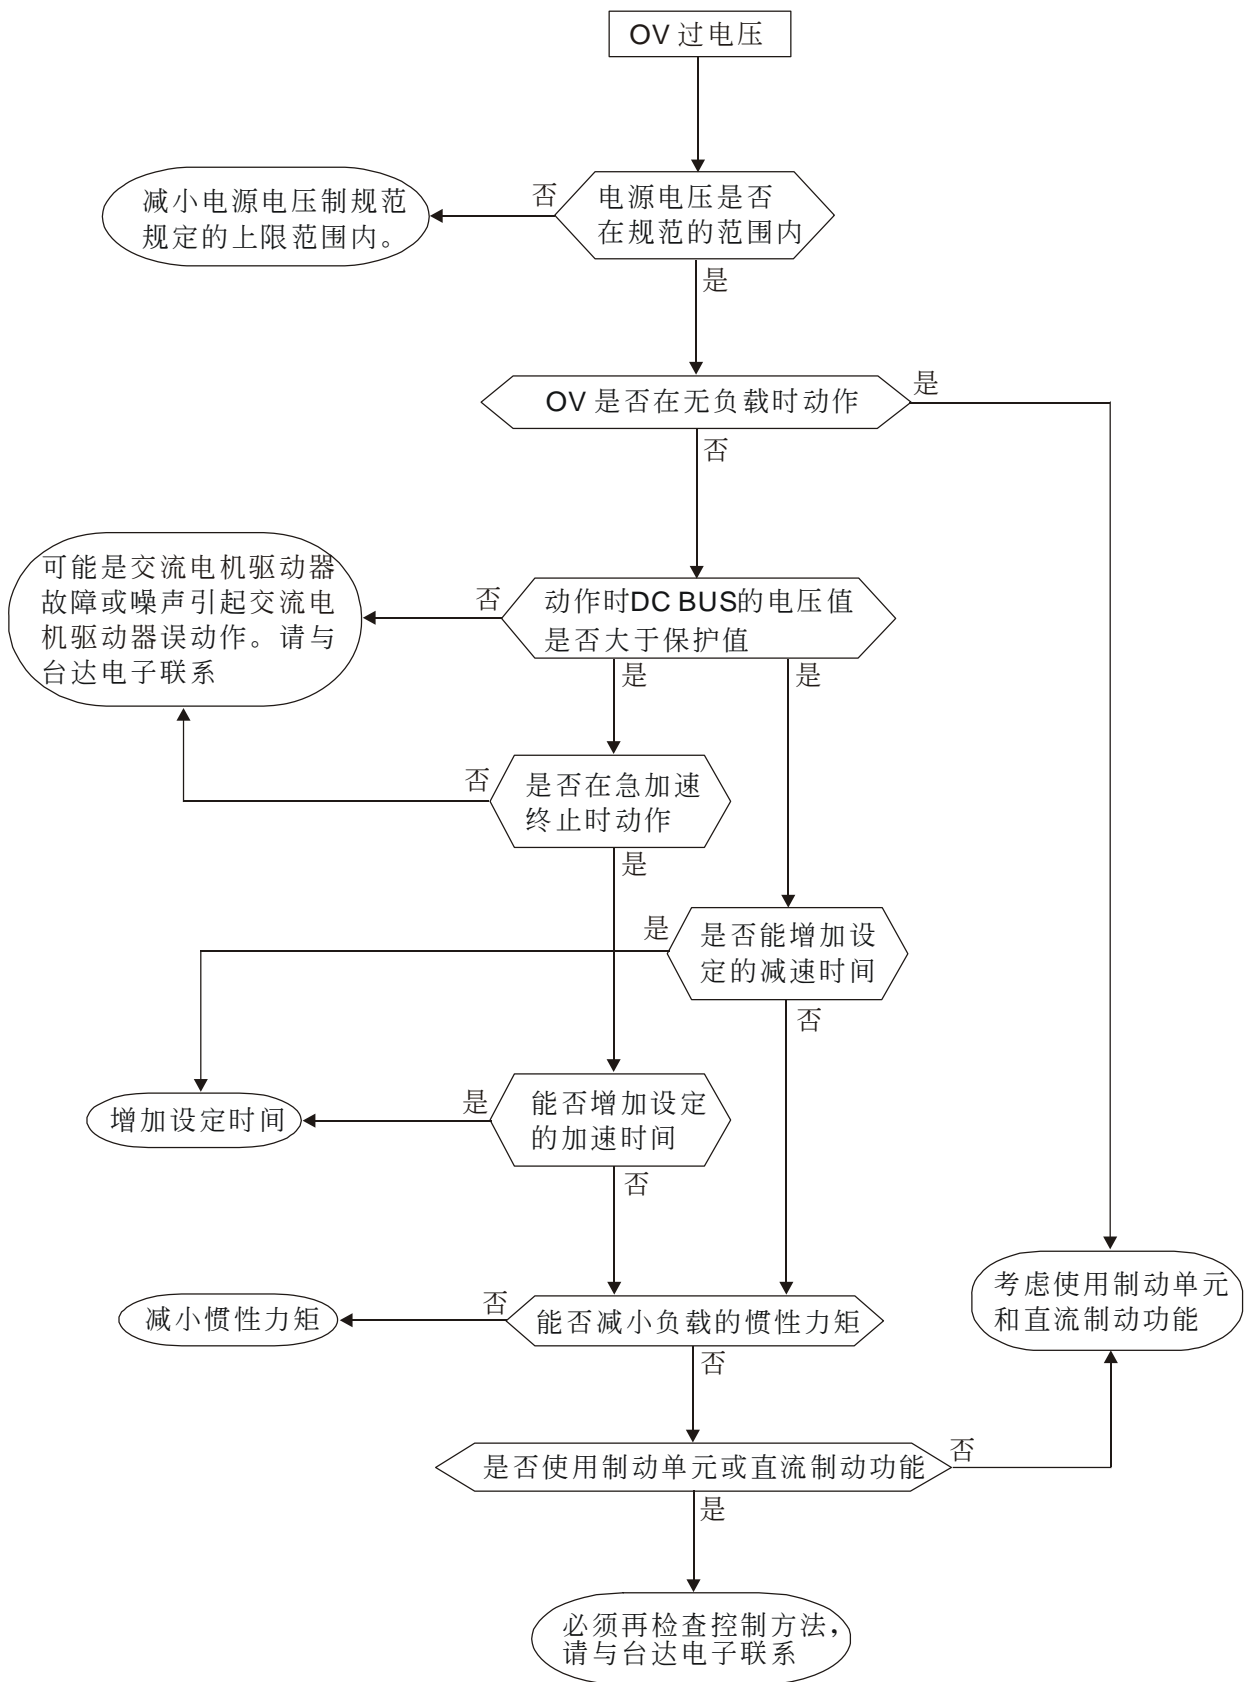 OV 过电压
否
减小电源电压制规范
规定的上限范围内。
电源电压是否
在规范的范围内
是
OV 是否在无负载时动作
是
否
可能是交流电机驱动器
故障或噪声引起交流电
机驱动器误动作。请与
台达电子联系
否
动作时DC BUS的电压值
是否大于保护值
是
是
否
是否在急加速
终止时动作
是
是
是否能增加设
定的减速时间
否
增加设定时间
是
能否增加设定
的加速时间
否
考虑使用制动单元
和直流制动功能
减小惯性力矩
否
能否减小负载的惯性力矩
否
是否使用制动单元或直流制动功能
否
是
必须再检查控制方法，
请与台达电子联系